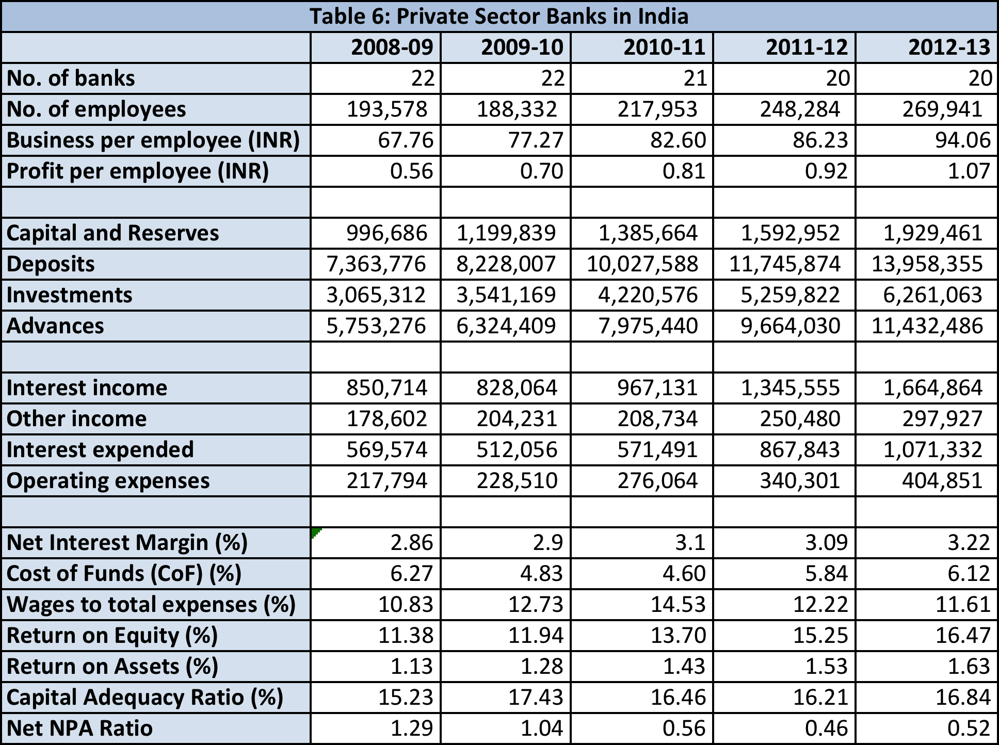 Table 6: Private Sector Banks in India
2008-09 2009-10 2010-11 2011-12 2012-13
No. of banks 22 22 21 20 20
No. of employees 193,578 188,332 217,953 248,284 269,941
Business per employee (INR) 67.76 77.27 82.60 86.23 94.06
Profit per employee (INR) 0.56 0.70 0.81 0.92 1.07
Capital and Reserves 996,686 1,199,839 1,385,664 1,592,952 1,929,461
Deposits 7,363,776 8,228,007 10,027,588 11,745,874 13,958,355
Investments 3,065,312 3,541,169 4,220,576 5,259,822 6,261,063
Advances 5,753,276 6,324,409 7,975,440 9,664,030 11,432,486
Interest income 850,714 828,064 967,131 1,345,555 1,664,864
Other income 178,602 204,231 208,734 250,480 297,927
Interest expended 569,574 512,056 571,491 867,843 1,071,332
Operating expenses 217,794 228,510 276,064 340,301 404,851
Net Interest Margin (%) 2.86 2.9 3.1 3.09 3.22
Cost of Funds (CoF) (%) 6.27 4.83 4.60 5.84 6.12
Wages to total expenses (%) 10.83 12.73 14.53 12.22 11.61
Return on Equity (%) 11.38 11.94 13.70 15.25 16.47
Return on Assets (%) 1.13 1.28 1.43 1.53 1.63
Capital Adequacy Ratio (%) 15.23 17.43 16.46 16.21 16.84
Net NPA Ratio 1.29 1.04 0.56 0.46 0.52